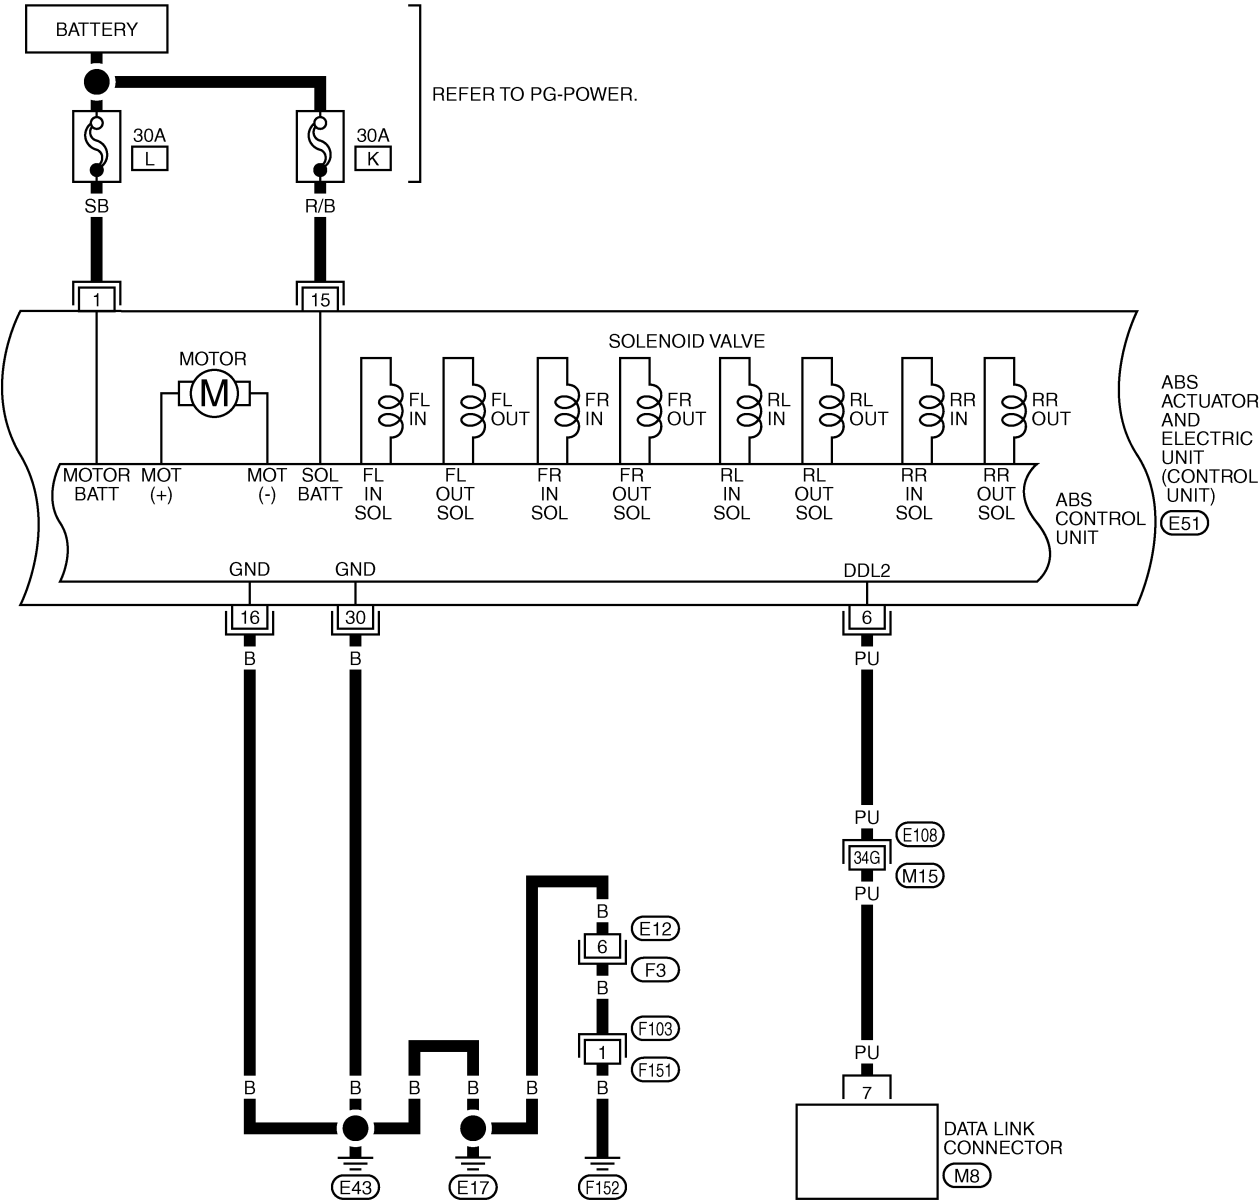 BATTERY
REFER TO PG-POWER.
30A
L
30A
K
SB
R/B
1
15
SOLENOID VALVE
MOTOR
M
FL
IN
FL
OUT
FR
IN
FR
OUT
RL
IN
RL
OUT
RR
IN
RR
OUT
ABS
ACTUATOR
AND
ELECTRIC
UNIT
(CONTROL
UNIT)
E51
MOTOR
BATT
MOT
(+)
MOT
(-)
SOL
BATT
FL
IN
SOL
FL
OUT
SOL
FR
IN
SOL
FR
OUT
SOL
RL
IN
SOL
RL
OUT
SOL
RR
IN
SOL
RR
OUT
SOL
ABS
CONTROL
UNIT
GND
GND
DDL2
16
30
6
B
B
PU
PU
E108
34G
M15
PU
B
E12
6
F3
B
F103
1
F151
PU
B
B
B
B
B
B
7
DATA LINK
CONNECTOR
M8
E43
E17
F152